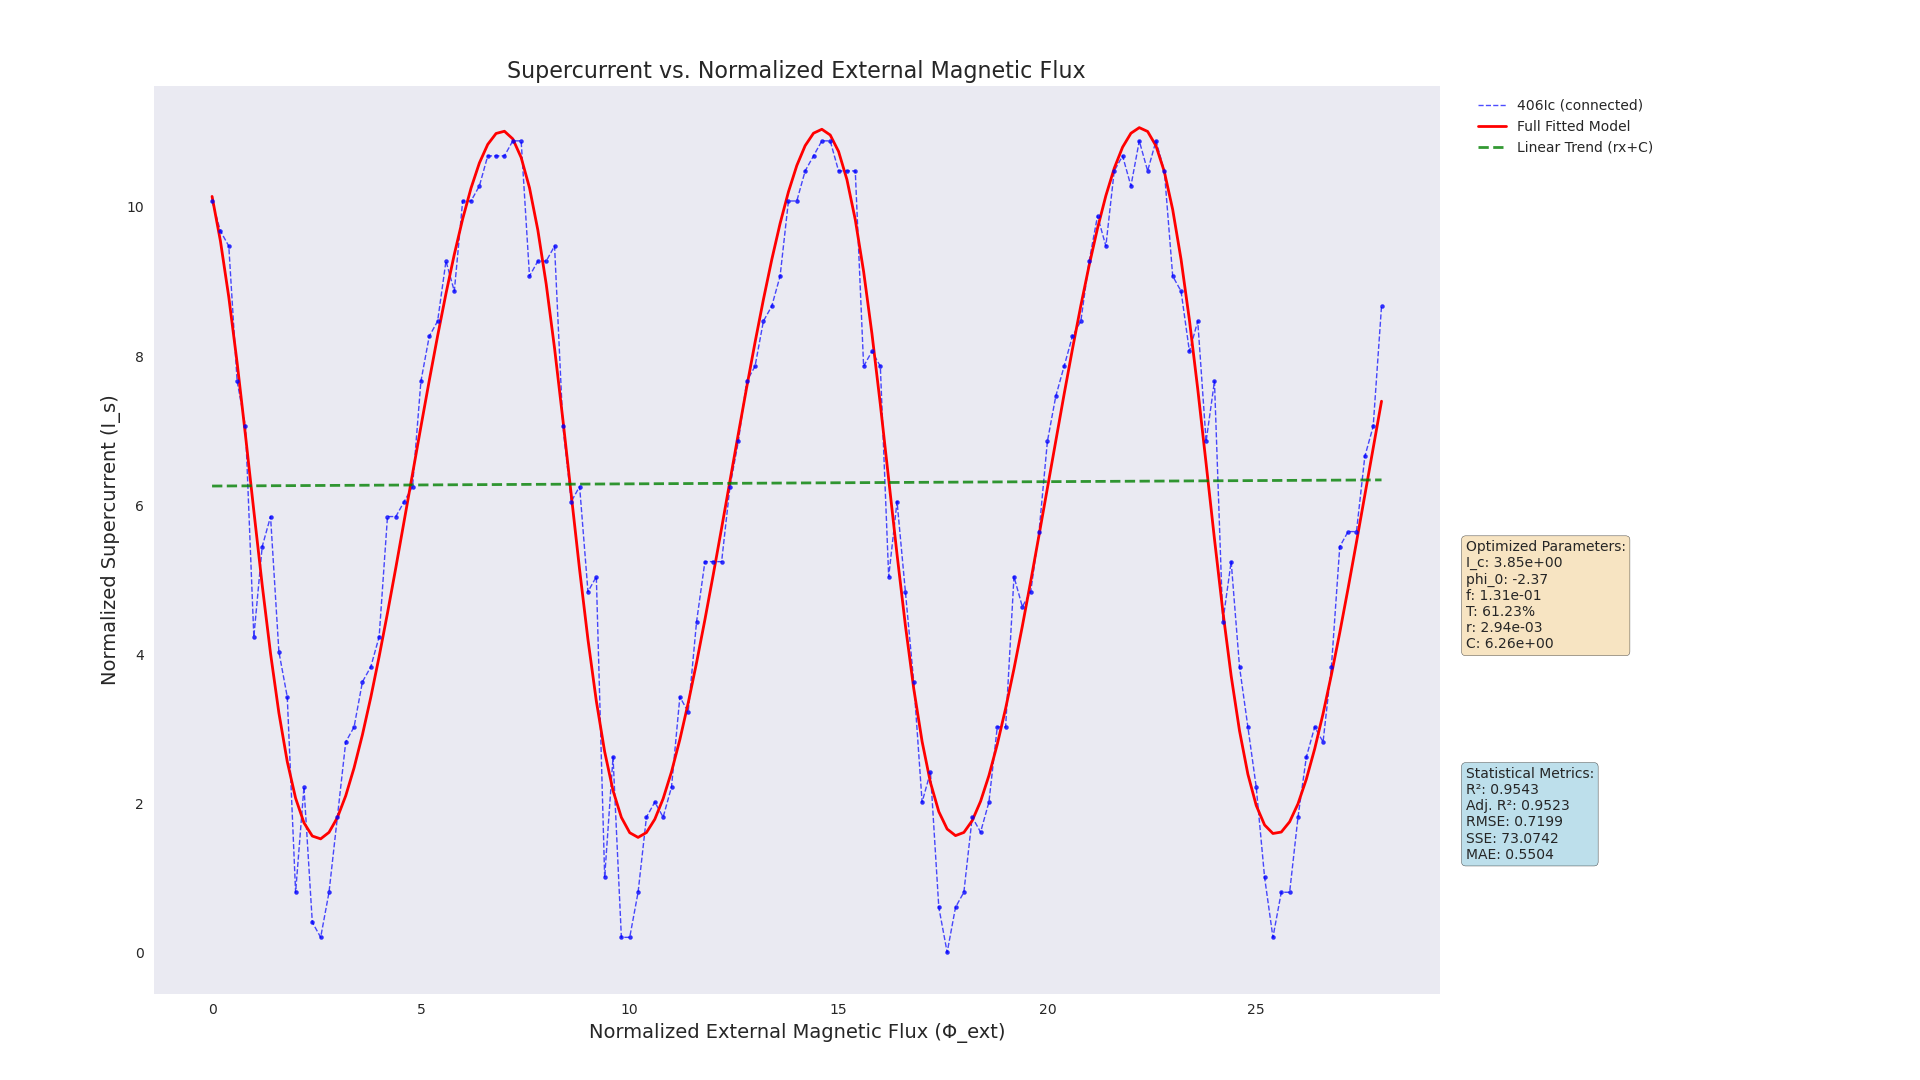 Supercurrent vs. Normalized External Magnetic Flux
406Ic (connected)
Full Fitted Model
Linear Trend (rx+C)
Normalized Supercurrent (I_s)
10
8
6
4
2
0
0 5 10 15 20 25
Normalized External Magnetic Flux (Φ_ext)
Optimized Parameters:
I_c: 3.85e+00
phi_0: -2.37
f: 1.31e-01
T: 61.23%
r: 2.94e-03
C: 6.26e+00
Statistical Metrics:
R²: 0.9543
Adj. R²: 0.9523
RMSE: 0.7199
SSE: 73.0742
MAE: 0.5504